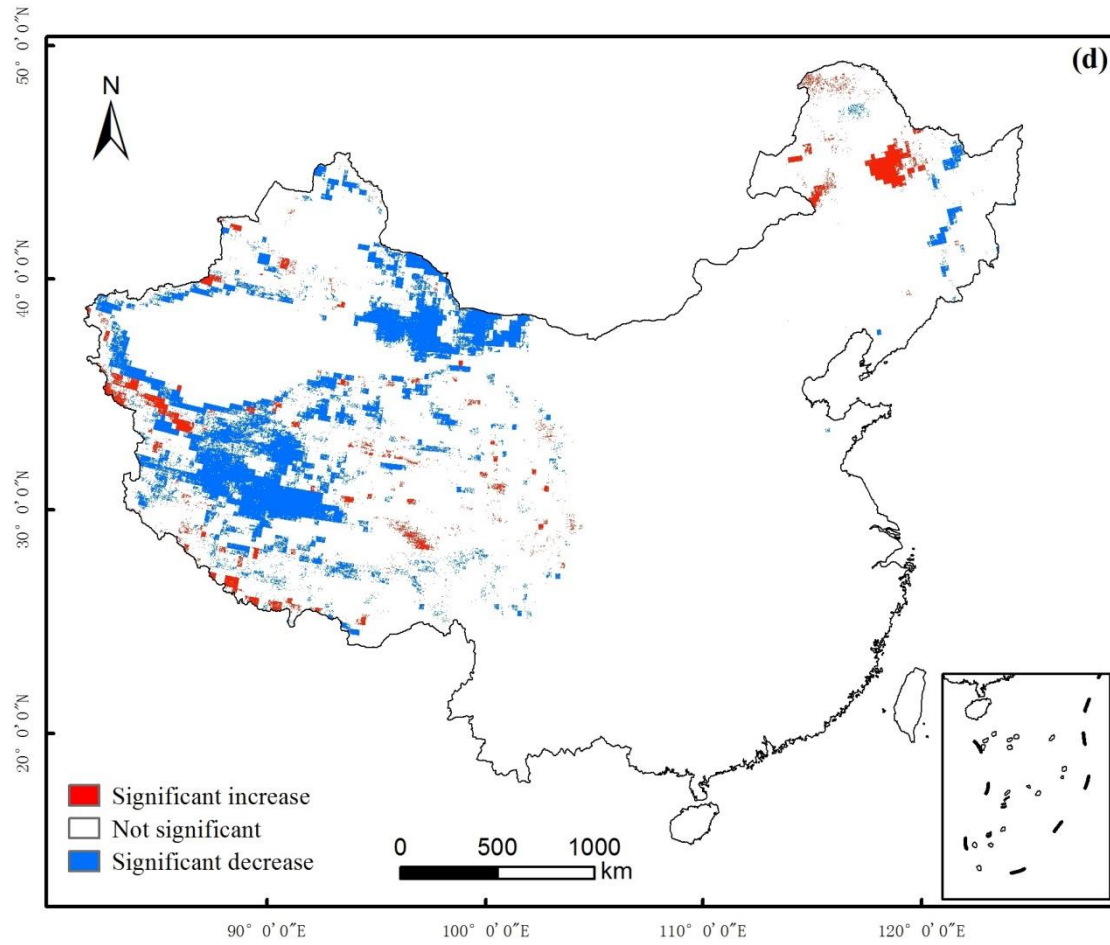 (d)
N
50° 0'0"N
40° 0'0"N
30° 0'0"N
20° 0'0"N
Significant increase
Not significant
Significant decrease
0 500 1000
km
90° 0'0"E
100° 0'0"E
110° 0'0"E
120° 0'0"E